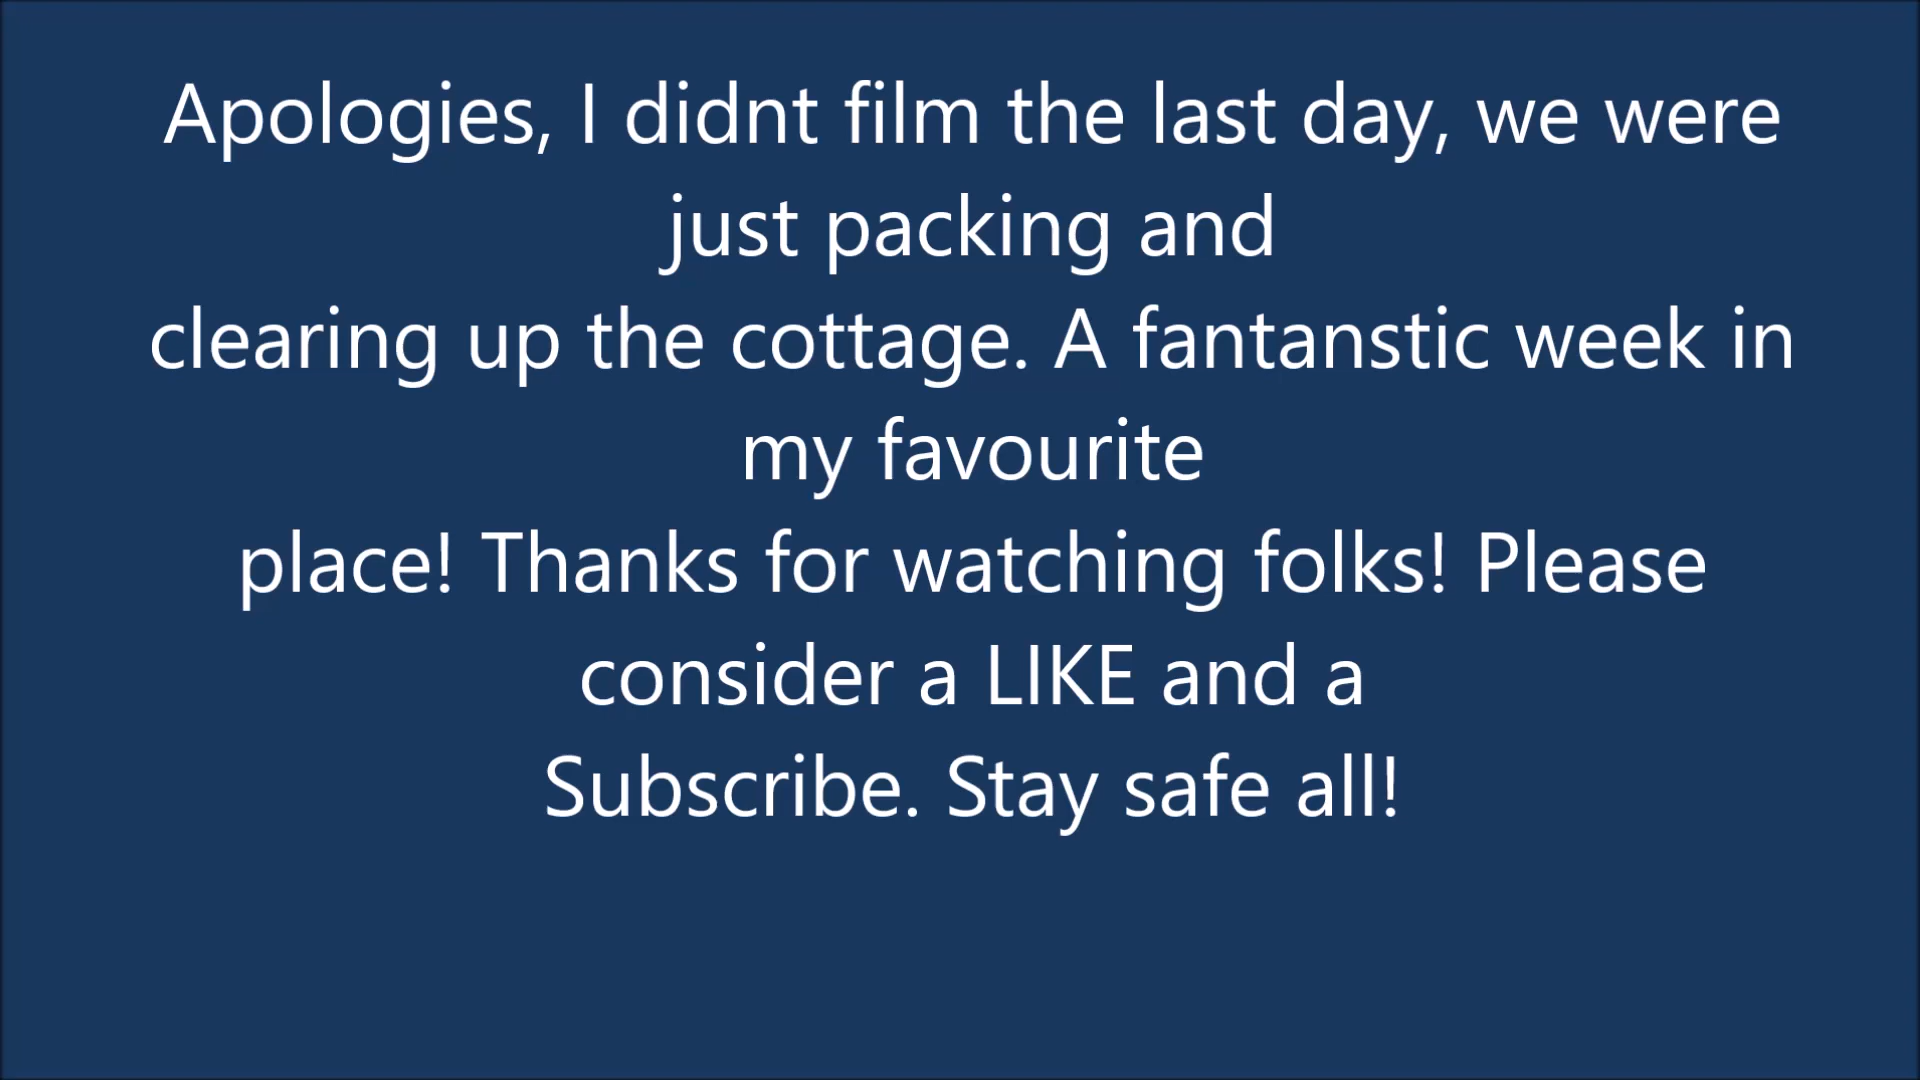 Apologies, I didnt film the last day, we were
just packing and
clearing up the cottage. A fantanstic week in
my favourite
place! Thanks for watching folks! Please
consider a LIKE and a
Subscribe. Stay safe all!